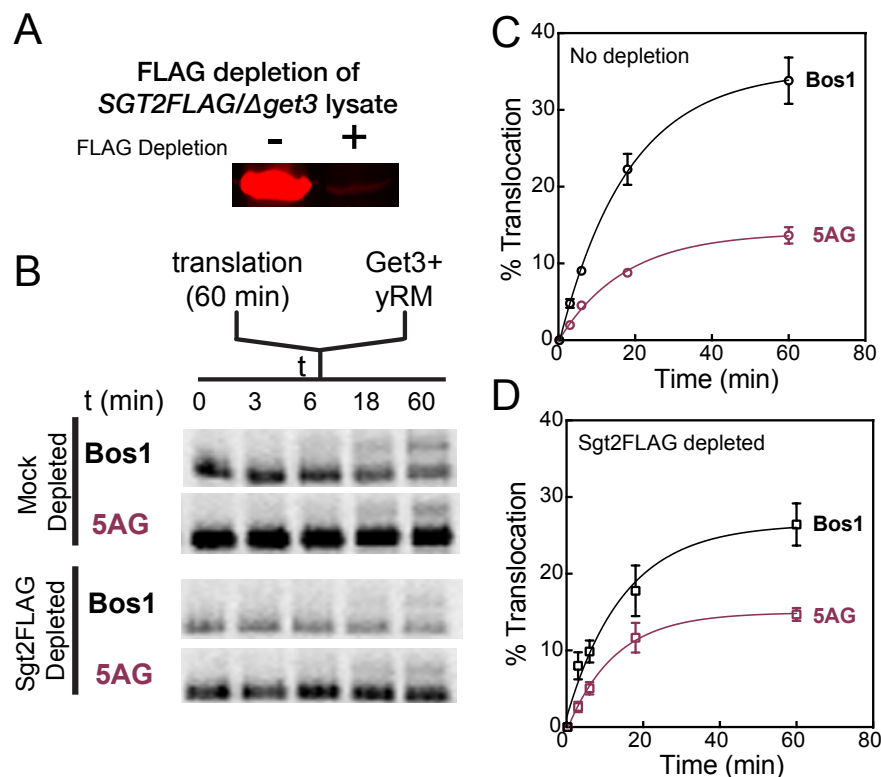 A
FLAG depletion of
SGT2FLAG/Δget3 lysate
FLAG Depletion - +
B
translation
(60 min)
Get3+
yRM
t
t (min) 0 3 6 18 60
Mock
Depleted
Bos1
5AG
Sgt2FLAG
Depleted
Bos1
5AG
C
No depletion
Bos1
5AG
% Translocation
40
30
20
10
0
0 20 40 60 80
Time (min)
D
Sgt2FLAG depleted
Bos1
5AG
% Translocation
40
30
20
10
0
0 20 40 60 80
Time (min)